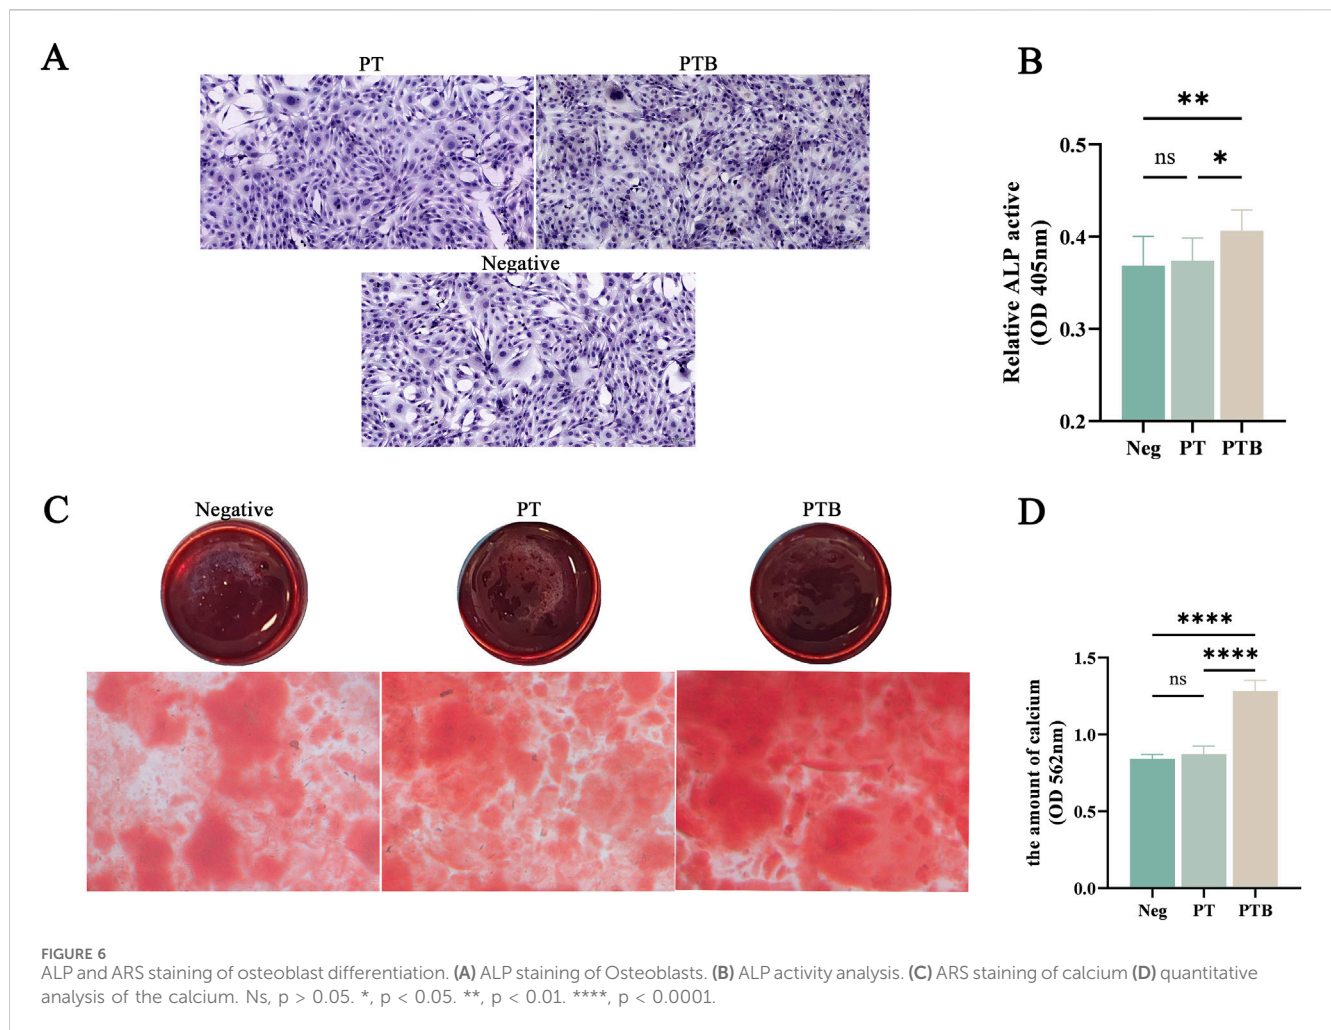 A
PT
PTB
Negative
B
**
ns
*
0.5
0.4
0.3
0.2
Relative ALP active
(OD 405nm)
Neg PT PTB
C
Negative
PT
PTB
D
****
****
ns
1.5
1.0
0.5
0.0
the amount of calcium
(OD 562nm)
Neg PT PTB
FIGURE 6
ALP and ARS staining of osteoblast differentiation. (A) ALP staining of Osteoblasts. (B) ALP activity analysis. (C) ARS staining of calcium (D) quantitative
analysis of the calcium. Ns, p > 0.05. *, p < 0.05. **, p < 0.01. ****, p < 0.0001.